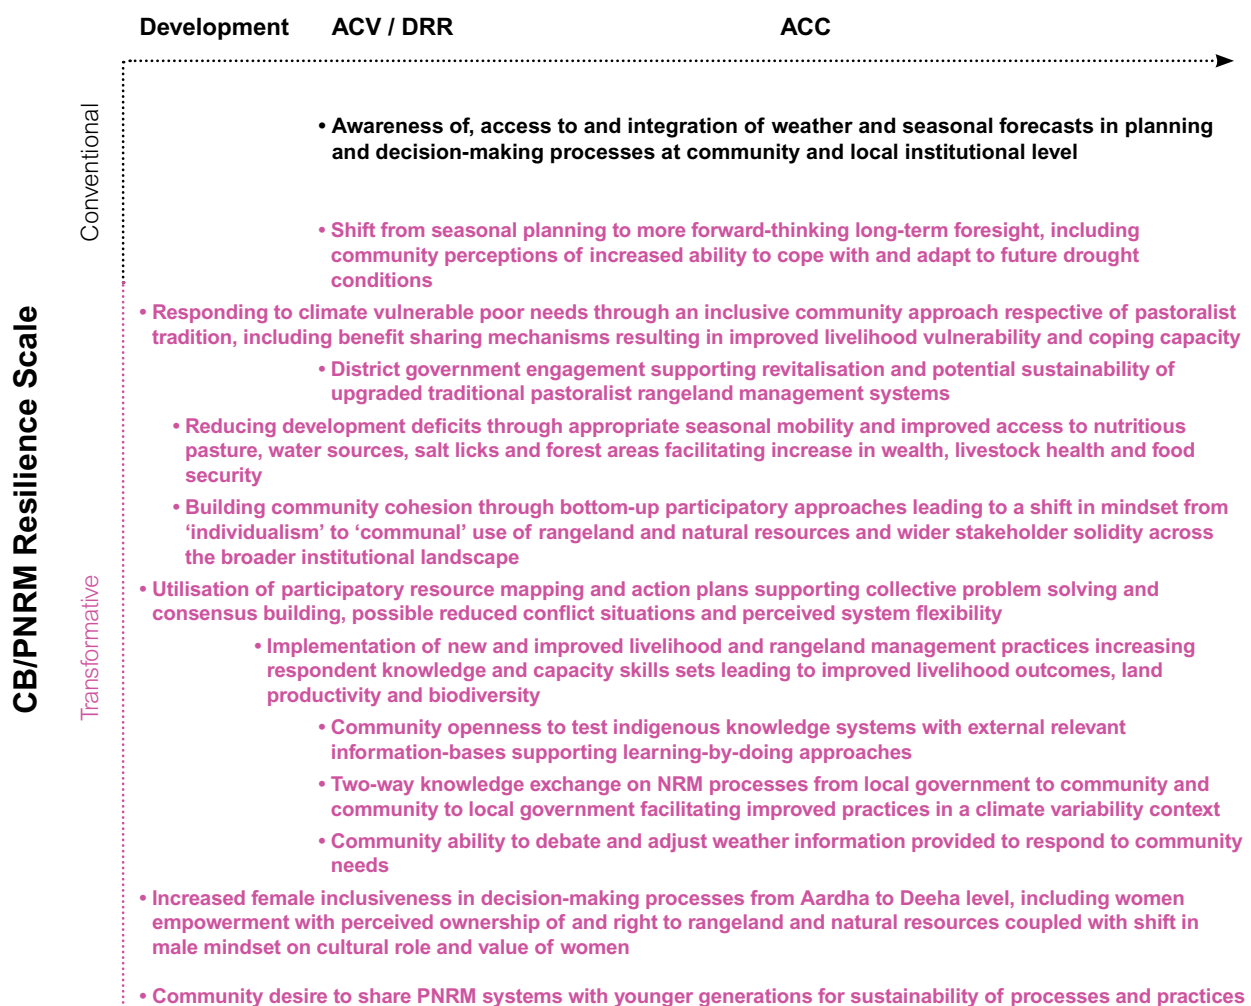 Development ACV / DRR ACC
Conventional
• Awareness of, access to and integration of weather and seasonal forecasts in planning
and decision-making processes at community and local institutional level
• Shift from seasonal planning to more forward-thinking long-term foresight, including
community perceptions of increased ability to cope with and adapt to future drought
conditions
CB/PNRM Resilience Scale
Transformative
• Responding to climate vulnerable poor needs through an inclusive community approach respective of pastoralist
tradition, including benefit sharing mechanisms resulting in improved livelihood vulnerability and coping capacity
• District government engagement supporting revitalisation and potential sustainability of
upgraded traditional pastoralist rangeland management systems
• Reducing development deficits through appropriate seasonal mobility and improved access to nutritious
pasture, water sources, salt licks and forest areas facilitating increase in wealth, livestock health and food
security
• Building community cohesion through bottom-up participatory approaches leading to a shift in mindset from
‘individualism’ to ‘communal’ use of rangeland and natural resources and wider stakeholder solidity across
the broader institutional landscape
• Utilisation of participatory resource mapping and action plans supporting collective problem solving and
consensus building, possible reduced conflict situations and perceived system flexibility
• Implementation of new and improved livelihood and rangeland management practices increasing
respondent knowledge and capacity skills sets leading to improved livelihood outcomes, land
productivity and biodiversity
• Community openness to test indigenous knowledge systems with external relevant
information-bases supporting learning-by-doing approaches
• Two-way knowledge exchange on NRM processes from local government to community and
community to local government facilitating improved practices in a climate variability context
• Community ability to debate and adjust weather information provided to respond to community
needs
• Increased female inclusiveness in decision-making processes from Aardha to Deeha level, including women
empowerment with perceived ownership of and right to rangeland and natural resources coupled with shift in
male mindset on cultural role and value of women
• Community desire to share PNRM systems with younger generations for sustainability of processes and practices